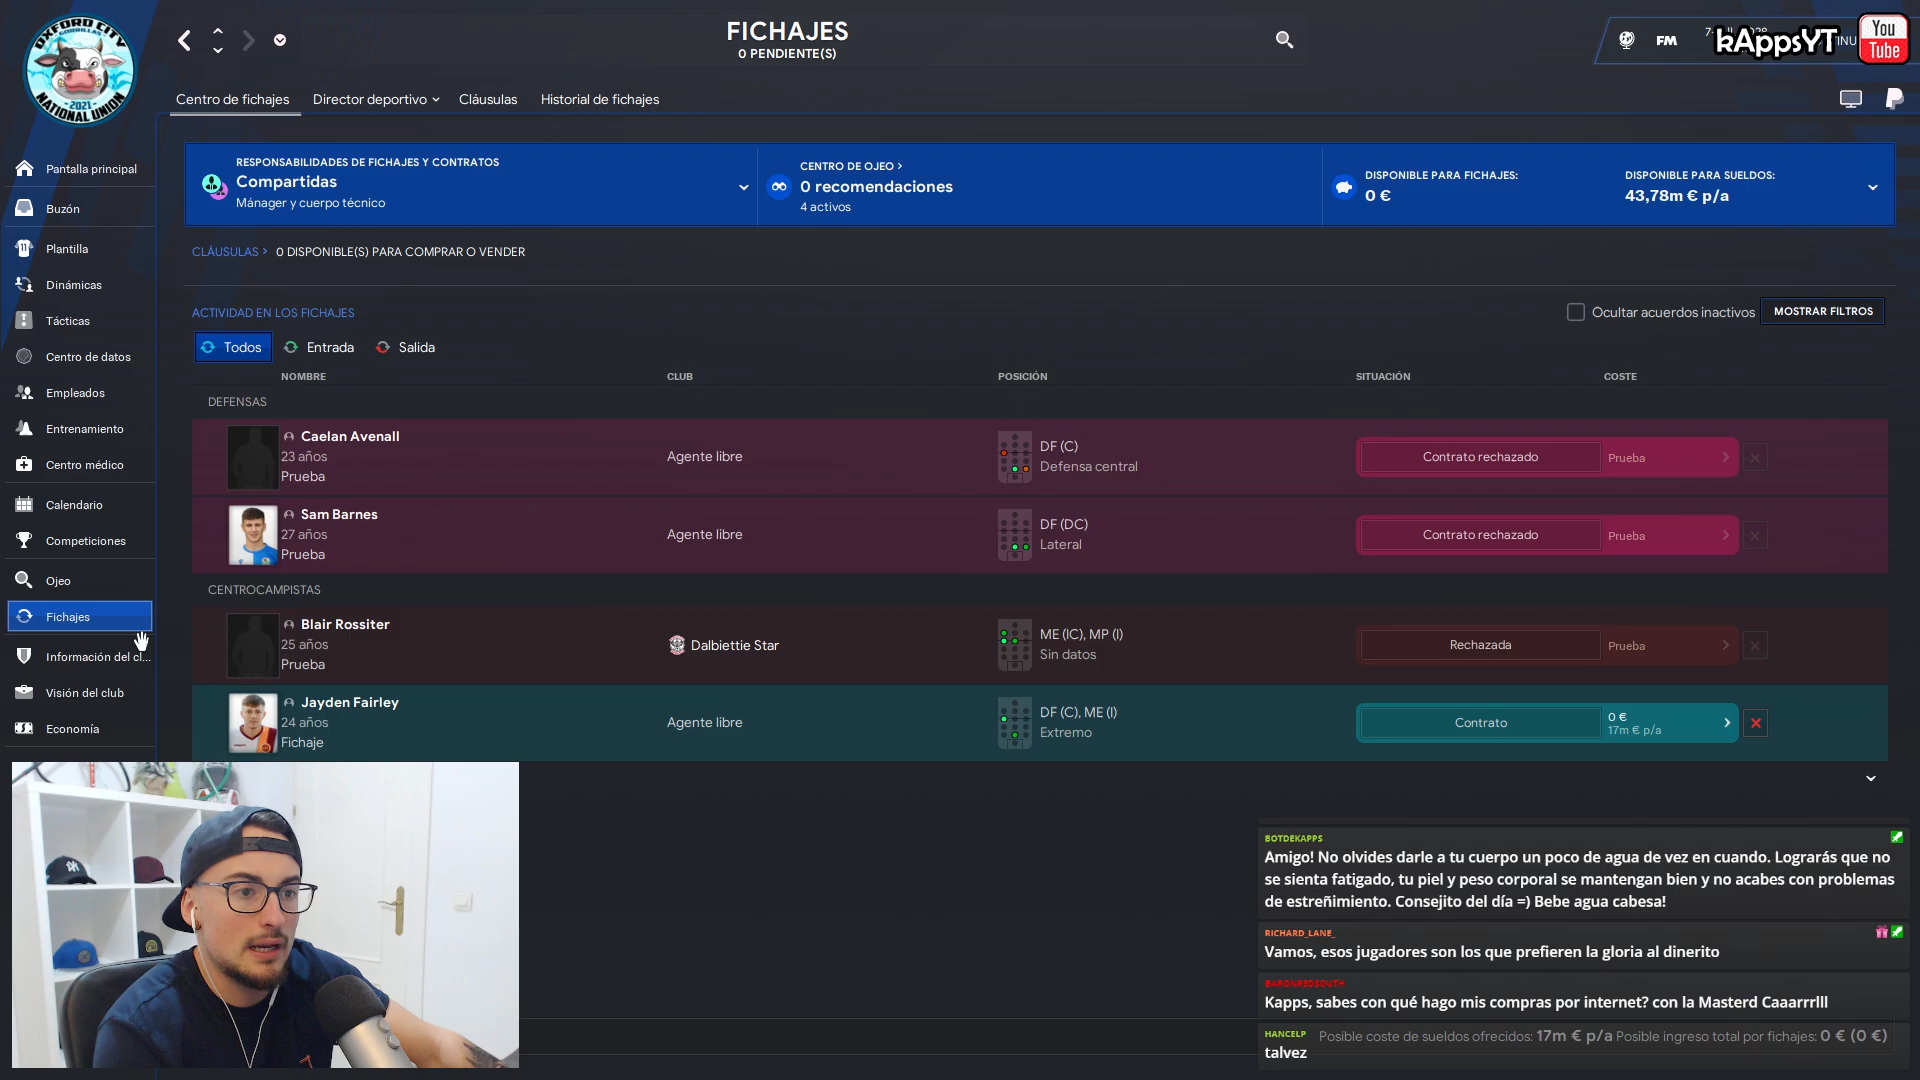 OXFORD CITY
GORRILLAS
- 2021 -
NATIONAL UNION
FICHAJES
0 PENDIENTE(S)
FM
kAppsYT
You
Tube
Centro de fichajes
Director deportivo
Cláusulas
Historial de fichajes
Pantalla principal
Buzón
Plantilla
Dinámicas
Tácticas
Centro de datos
Empleados
Entrenamiento
Centro médico
Calendario
Competiciones
Ojeo
Fichajes
Información del cl...
Visión del club
Economía
RESPONSABILIDADES DE FICHAJES Y CONTRATOS
Compartidas
Mánager y cuerpo técnico
CENTRO DE OJEO >
0 recomendaciones
4 activos
DISPONIBLE PARA FICHAJES:
0 €
DISPONIBLE PARA SUELDOS:
43,78m € p/a
CLÁUSULAS > 0 DISPONIBLE(S) PARA COMPRAR O VENDER
ACTIVIDAD EN LOS FICHAJES
Ocultar acuerdos inactivos
MOSTRAR FILTROS
Todos
Entrada
Salida
NOMBRE CLUB POSICIÓN SITUACIÓN COSTE
DEFENSAS
Caelan Avenall
23 años
Prueba
Agente libre
DF (C)
Defensa central
Contrato rechazado
Prueba
Sam Barnes
27 años
Prueba
Agente libre
DF (DC)
Lateral
Contrato rechazado
Prueba
CENTROCAMPISTAS
Blair Rossiter
25 años
Prueba
Dalbiettie Star
ME (IC), MP (I)
Sin datos
Rechazada
Prueba
Jayden Fairley
24 años
Fichaje
Agente libre
DF (C), ME (I)
Extremo
Contrato
0 €
17m € p/a
BOTDEKAPPS
Amigo! No olvides darle a tu cuerpo un poco de agua de vez en cuando. Lograrás que no
se sienta fatigado, tu piel y peso corporal se mantengan bien y no acabes con problemas
de estreñimiento. Consejito del día =) Bebe agua cabesa!
RICHARD_LANE_
Vamos, esos jugadores son los que prefieren la gloria al dinerito
BARONREDSOUTH
Kapps, sabes con qué hago mis compras por internet? con la Masterd Caaarrrlll
HANCELP
talvez
Posible coste de sueldos ofrecidos: 17m € p/a Posible ingreso total por fichajes: 0 € (0 €)